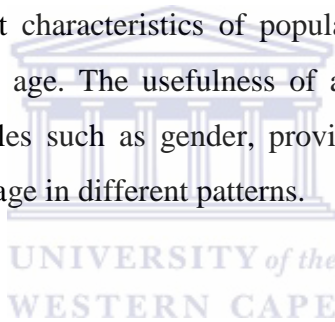 t characteristics of popula
age. The usefulness of a
les such as gender, provi
age in different patterns.
UNIVERSITY of the
WESTERN CAPE